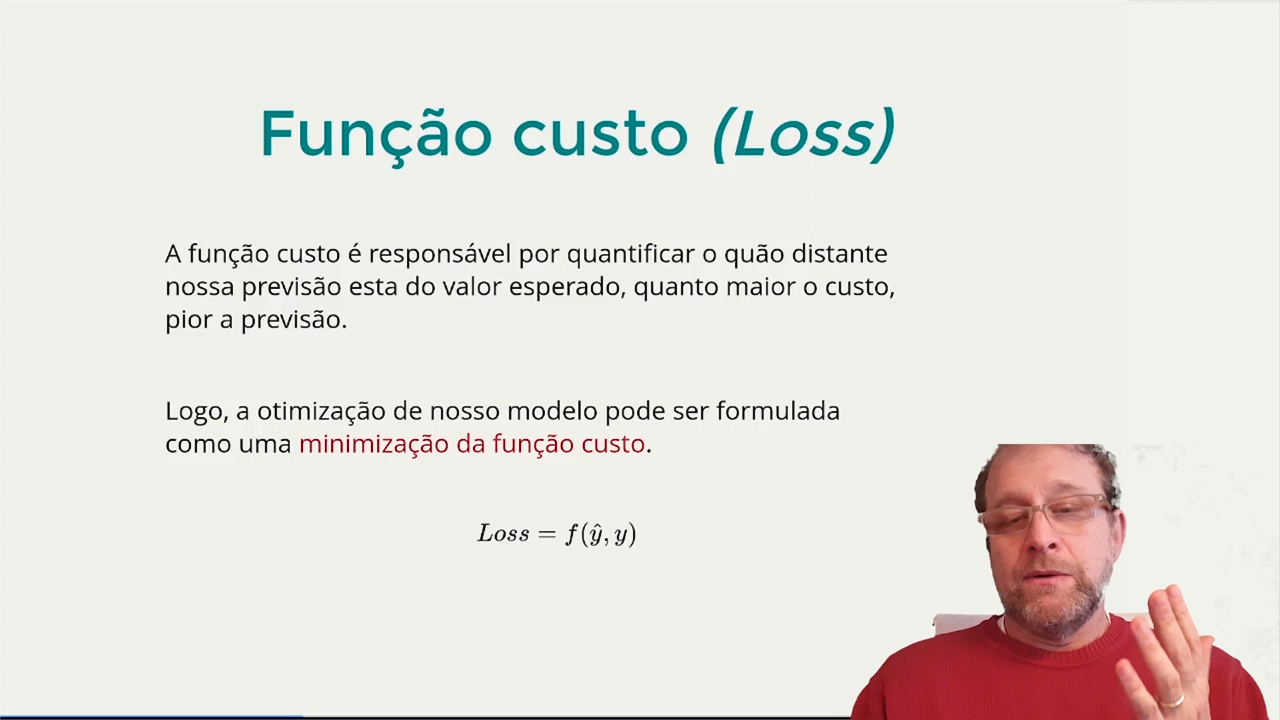 Função custo (Loss)
A função custo é responsável por quantificar o quão distante
nossa previsão esta do valor esperado, quanto maior o custo,
pior a previsão.
Logo, a otimização de nosso modelo pode ser formulada
como uma minimização da função custo.
Loss = f(ŷ, y)